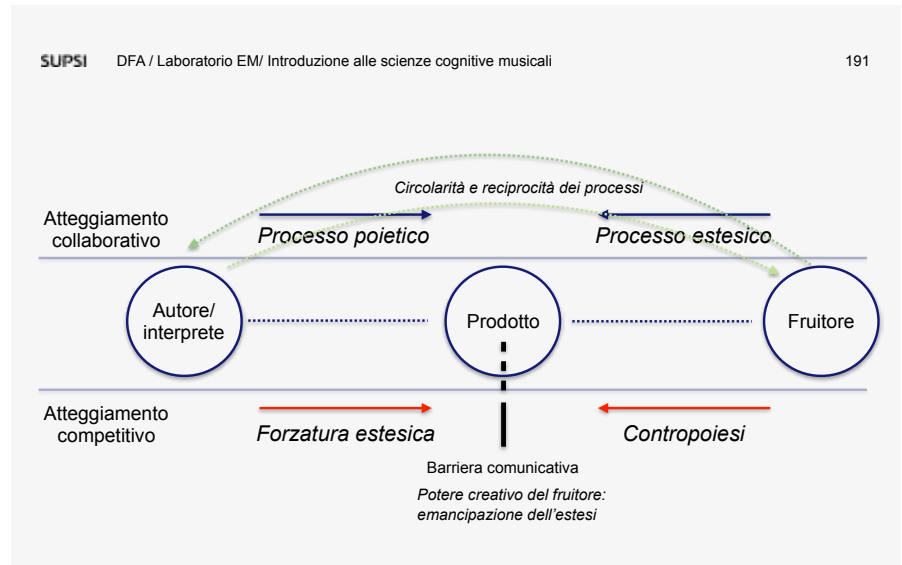 SUPSI DFA / Laboratorio EM/ Introduzione alle scienze cognitive musicali 191
Circolarità e reciprocità dei processi
Atteggiamento
collaborativo
Processo poietico
Processo estesico
Autore/
interprete
Prodotto
Fruitore
Atteggiamento
competitivo
Forzatura estesica
Contropoiesi
Barriera comunicativa
Potere creativo del fruitore:
emancipazione dell'estesi